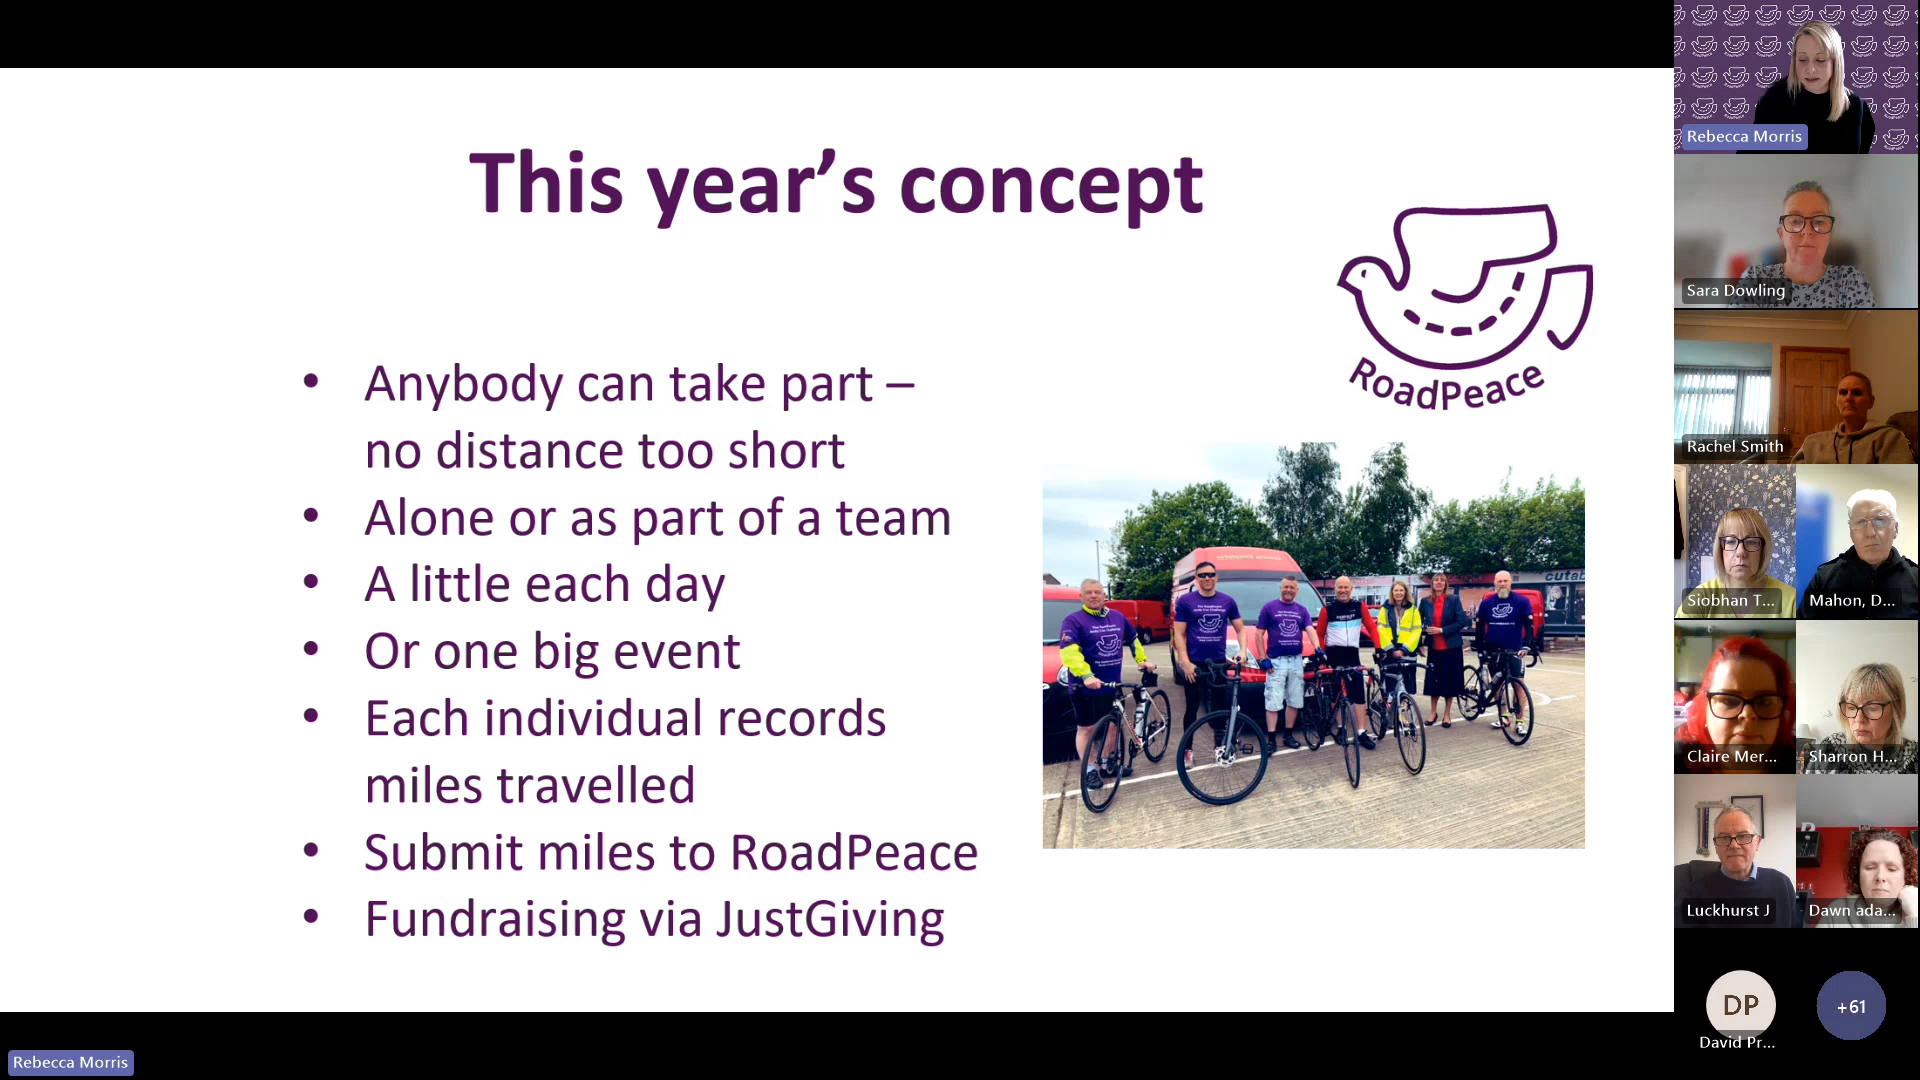 This year’s concept
RoadPeace
• Anybody can take part –
no distance too short
• Alone or as part of a team
• A little each day
• Or one big event
• Each individual records
miles travelled
• Submit miles to RoadPeace
• Fundraising via JustGiving
RoadPeace
Rebecca Morris
Sara Dowling
Rachel Smith
Siobhan T...
Mahon, D...
Claire Mer...
Sharron H...
Luckhurst J
Dawn ada...
DP
+61
David Pr...
Rebecca Morris